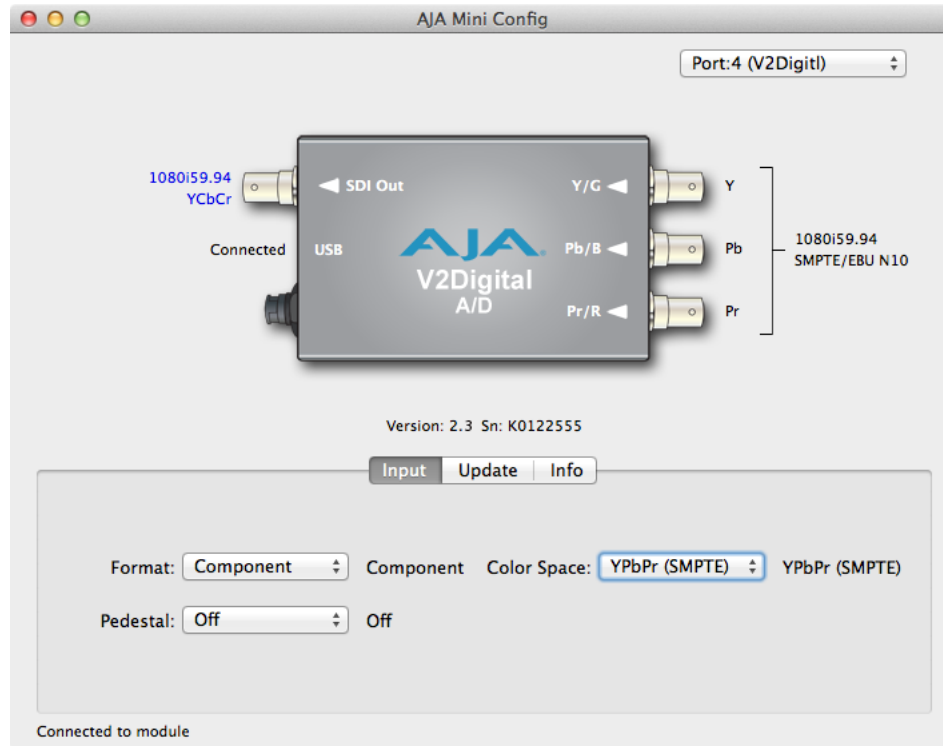 AJA Mini Config
Port:4 (V2Digitl)
1080i59.94
YCbCr
SDI Out
Y/G
Y
Connected
USB
AJA
V2Digital
A/D
Pb/B
Pb
1080i59.94
SMPTE/EBU N10
Pr/R
Pr
Version: 2.3 Sn: K0122555
Input Update Info
Format: Component Component Color Space: YPbPr (SMPTE) YPbPr (SMPTE)
Pedestal: Off Off
Connected to module